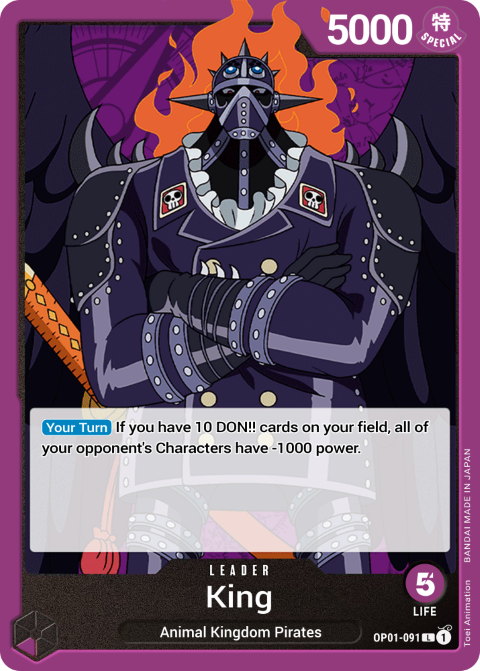 5000
特
SPECIAL
Your Turn If you have 10 DON!! cards on your field, all of
your opponent's Characters have -1000 power.
LEADER
King
Animal Kingdom Pirates
5
LIFE
OP01-091 L 1
Toei Animation BANDAI MADE IN JAPAN